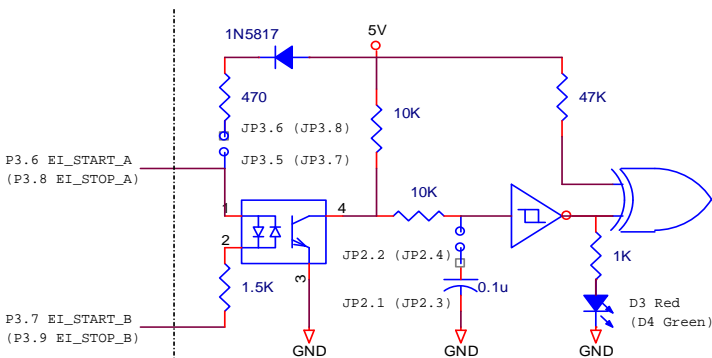 1N5817
5V
470
10K
47K
JP3.6 (JP3.8)
JP3.5 (JP3.7)
P3.6 EI_START_A
(P3.8 EI_STOP_A)
10K
1
4
2
3
JP2.2 (JP2.4)
1K
1.5K
0.1u
JP2.1 (JP2.3)
D3 Red
(D4 Green)
P3.7 EI_START_B
(P3.9 EI_STOP_B)
GND
GND
GND